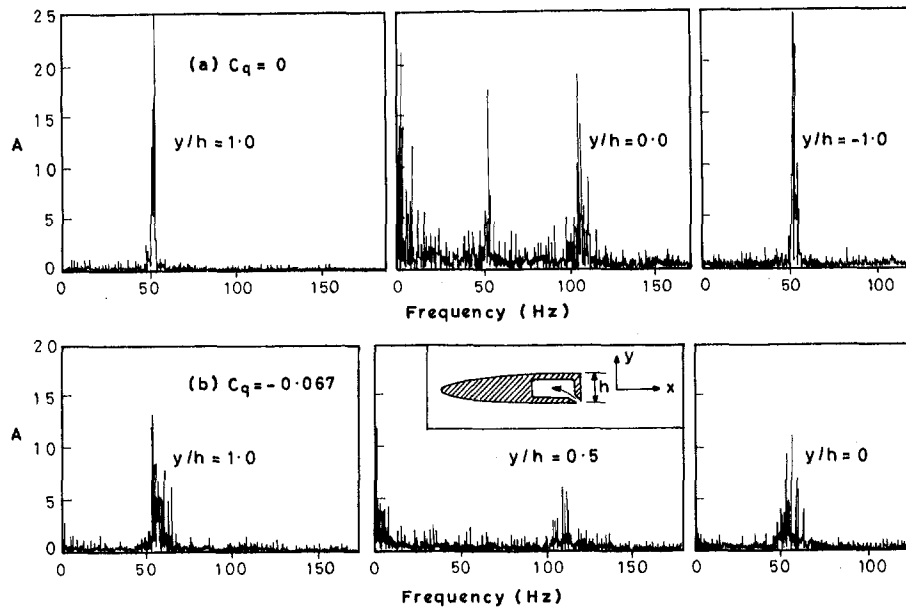 25
20
15
A
10
5
0
(a) Cq = 0
y/h = 1·0
y/h = 0·0
y/h = -1·0
0 50 100 150
0 50 100 150
0 50 100
Frequency (Hz)
20
15
A
10
5
0
(b) Cq = -0·067
y/h = 1·0
y
h
x
y/h = 0·5
y/h = 0
0 50 100 150
0 50 100 150
0 50 100
Frequency (Hz)